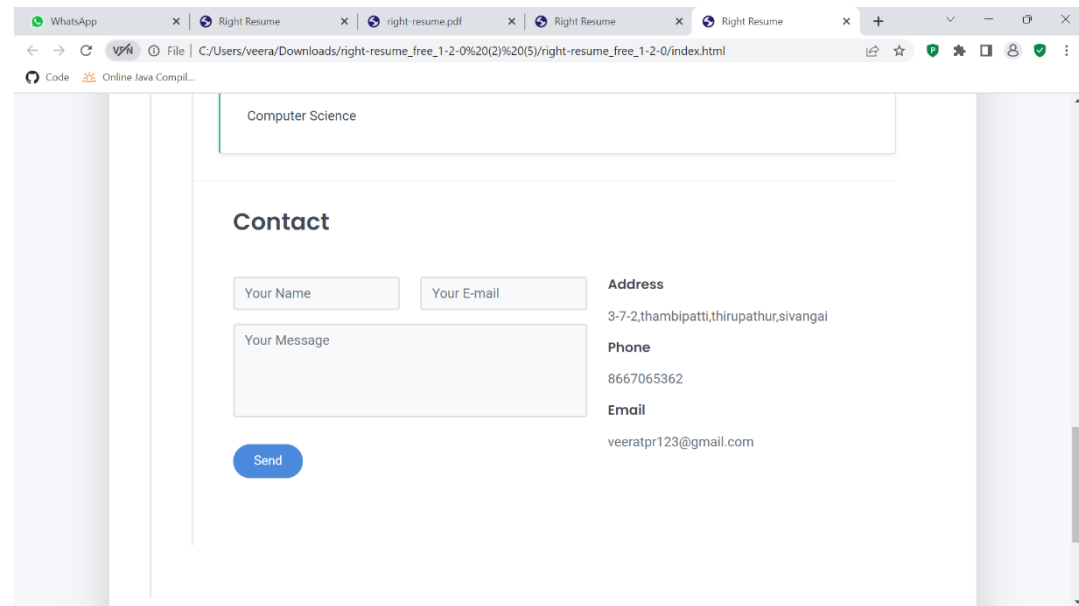 WhatsApp
Right Resume
right-resume.pdf
Right Resume
Right Resume
VPN
File
C:/Users/veera/Downloads/right-resume_free_1-2-0%20(2)%20(5)/right-resume_free_1-2-0/index.html
Code
Online Java Compil...
Computer Science
Contact
Your Name
Your E-mail
Your Message
Send
Address
3-7-2,thambipatti,thirupathur,sivangai
Phone
8667065362
Email
veeratpr123@gmail.com